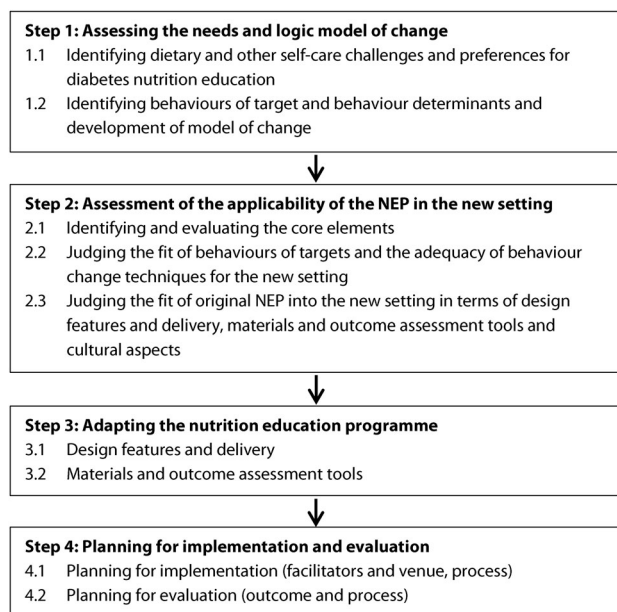 Step 1: Assessing the needs and logic model of change
1.1 Identifying dietary and other self-care challenges and preferences for
diabetes nutrition education
1.2 Identifying behaviours of target and behaviour determinants and
development of model of change
Step 2: Assessment of the applicability of the NEP in the new setting
2.1 Identifying and evaluating the core elements
2.2 Judging the fit of behaviours of targets and the adequacy of behaviour
change techniques for the new setting
2.3 Judging the fit of original NEP into the new setting in terms of design
features and delivery, materials and outcome assessment tools and
cultural aspects
Step 3: Adapting the nutrition education programme
3.1 Design features and delivery
3.2 Materials and outcome assessment tools
Step 4: Planning for implementation and evaluation
4.1 Planning for implementation (facilitators and venue, process)
4.2 Planning for evaluation (outcome and process)